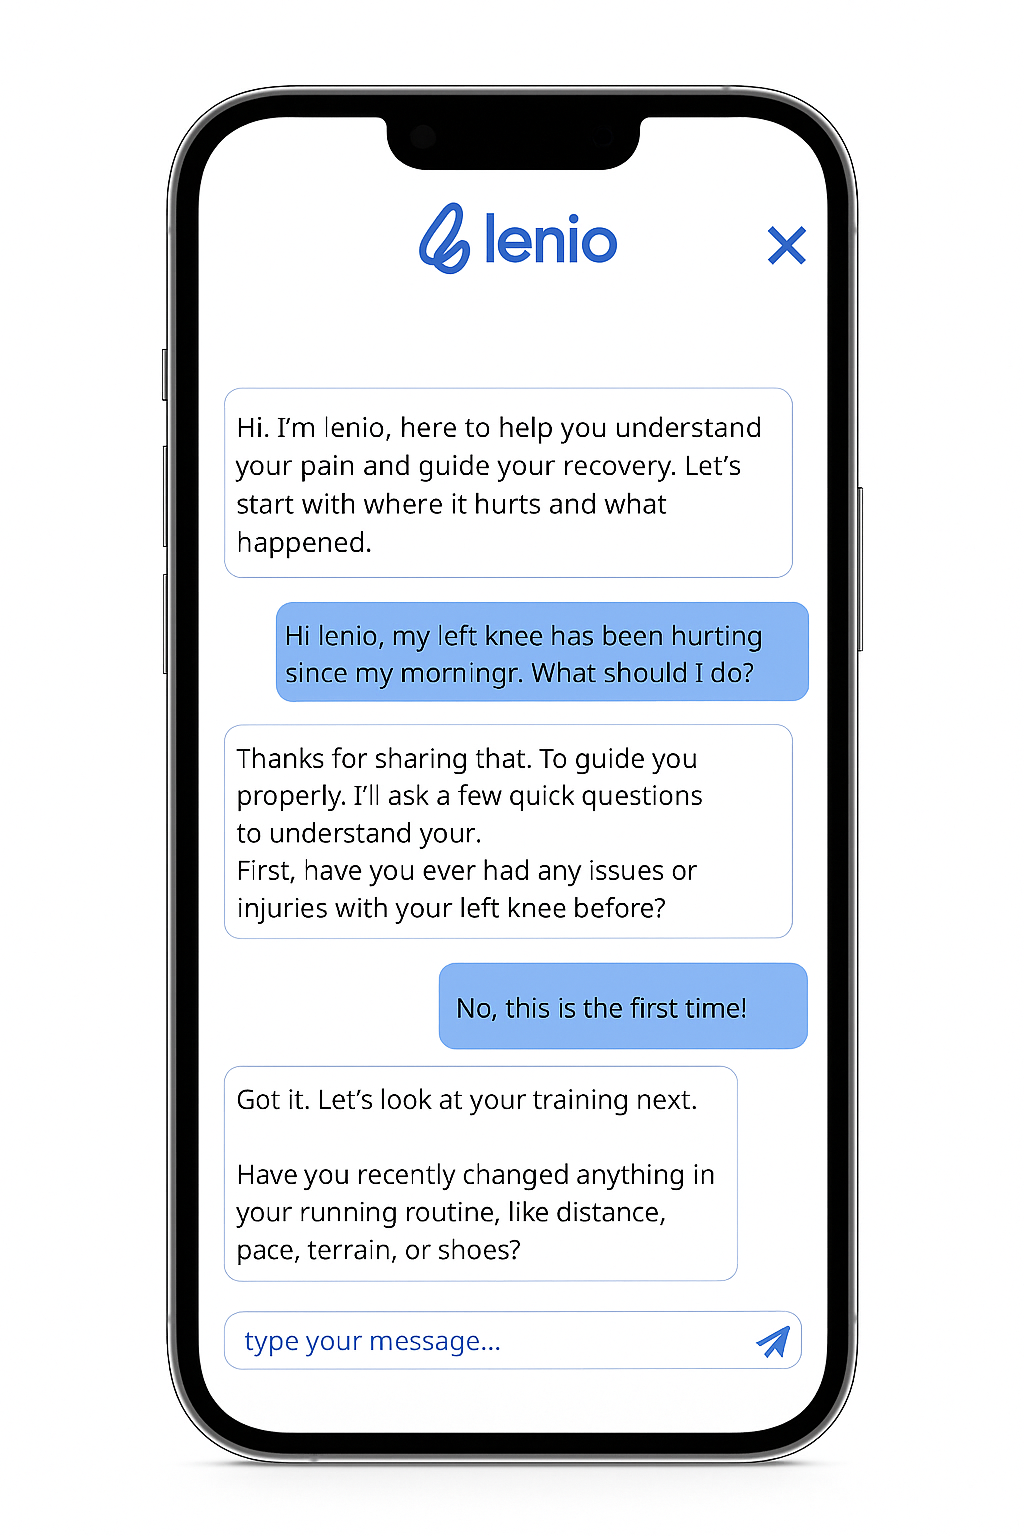 lenio
Hi. I’m lenio, here to help you understand
your pain and guide your recovery. Let’s
start with where it hurts and what
happened.
Hi lenio, my left knee has been hurting
since my morningr. What should I do?
Thanks for sharing that. To guide you
properly. I’ll ask a few quick questions
to understand your.
First, have you ever had any issues or
injuries with your left knee before?
No, this is the first time!
Got it. Let’s look at your training next.
Have you recently changed anything in
your running routine, like distance,
pace, terrain, or shoes?
type your message...